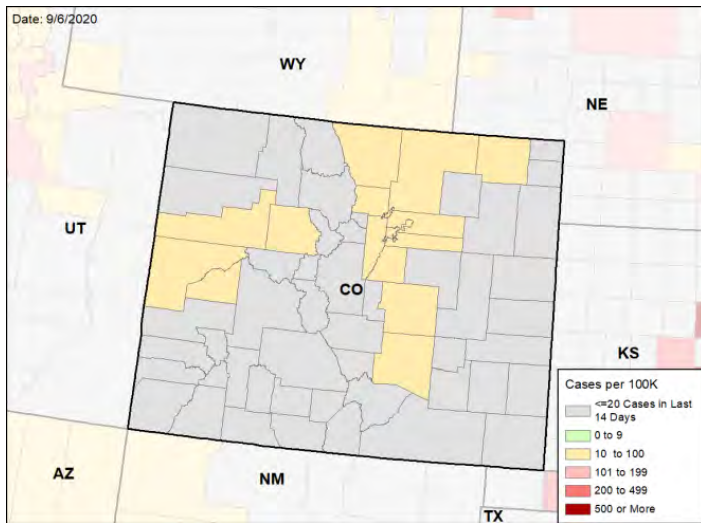 Date: 9/6/2020
WY
NE
UT
CO
KS
AZ
NM
TX
Cases per 100K
<=20 Cases in Last
14 Days
0 to 9
10 to 100
101 to 199
200 to 499
500 or More